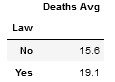 Deaths Avg
Law
No 15.6
Yes 19.1